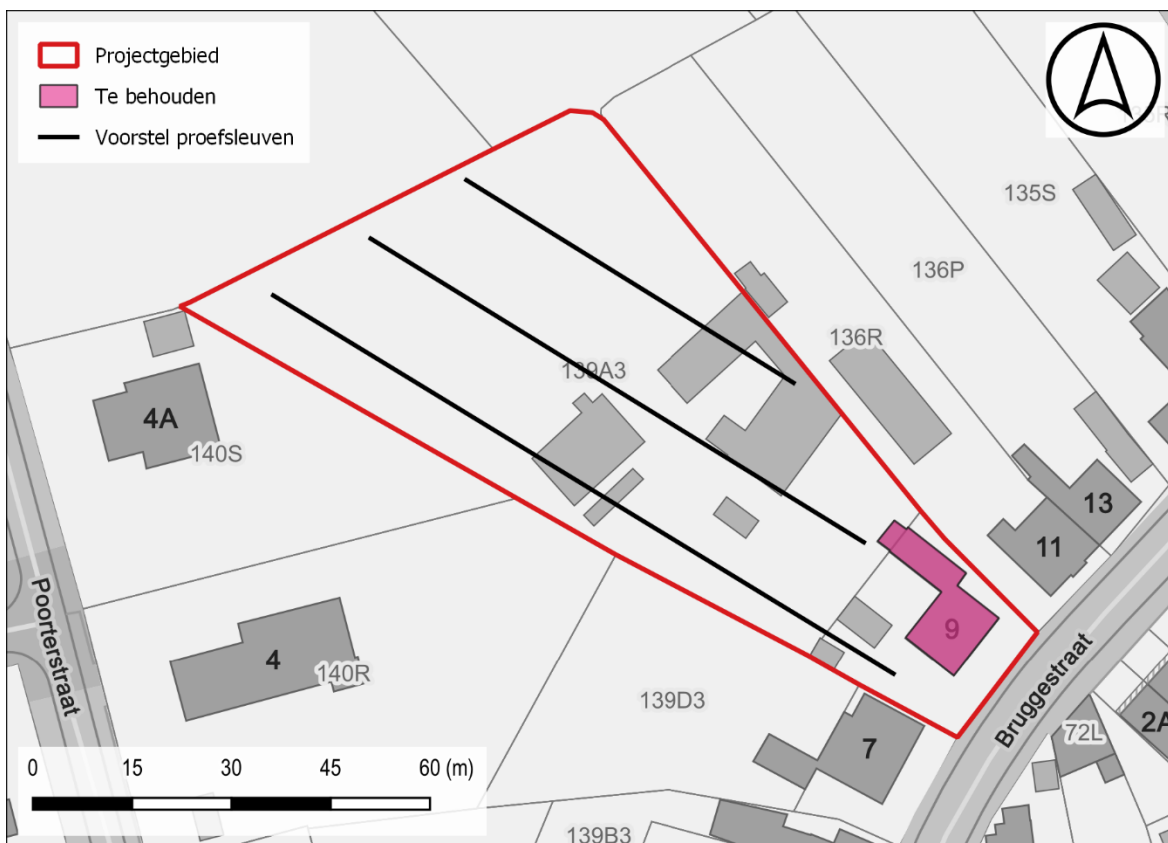 Projectgebied
Te behouden
Voorstel proefsleuven
135S
136P
136R
139A3
4A
140S
13
11
9
Poorterstraat
4
140R
139D3
7
Bruggestraat
72L
2A
0 15 30 45 60 (m)
139B3